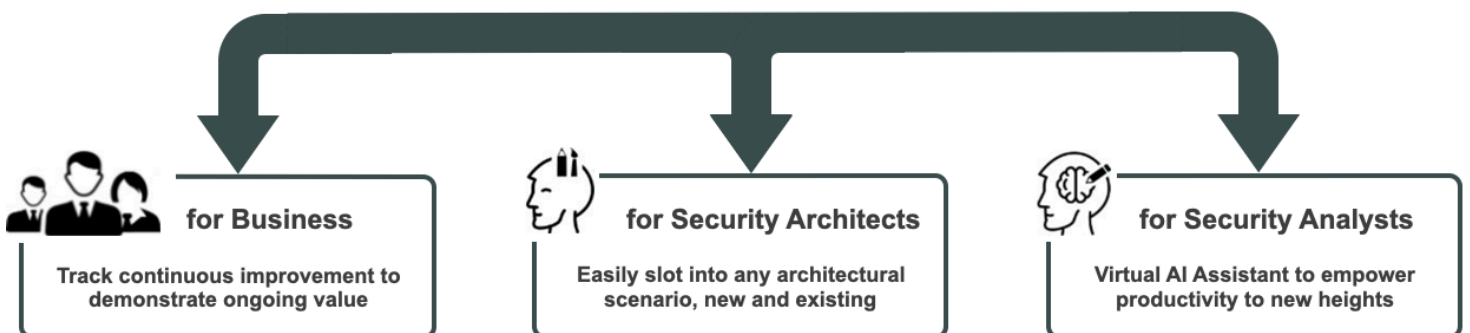 for Business
Track continuous improvement to
demonstrate ongoing value
for Security Architects
Easily slot into any architectural
scenario, new and existing
for Security Analysts
Virtual AI Assistant to empower
productivity to new heights